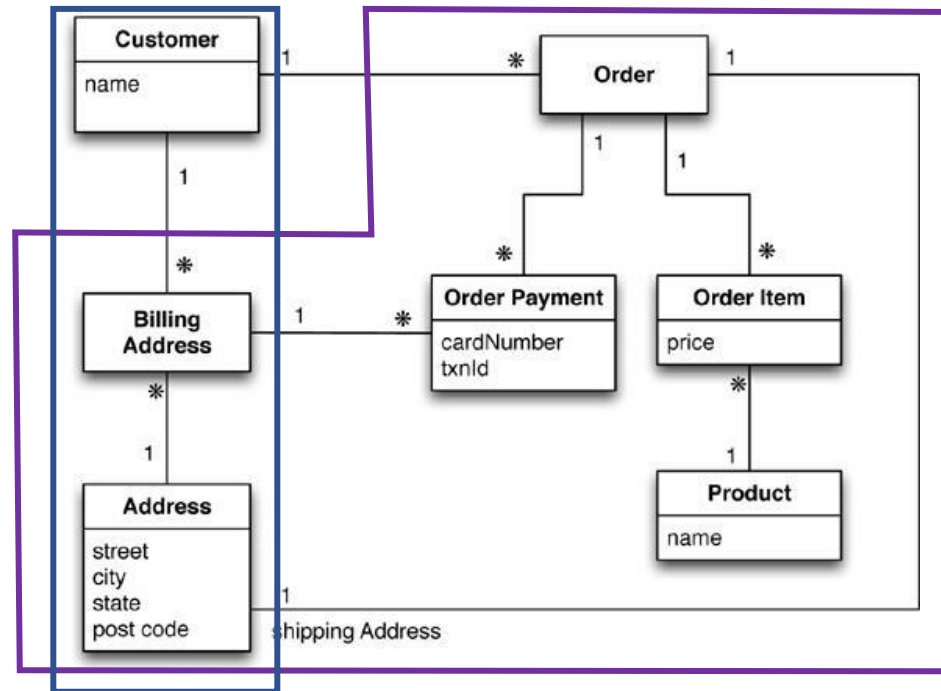 Customer
name
1
*
Order
1
1
1
1
*
*
*
Billing
Address
1
*
Order Payment
cardNumber
txnId
Order Item
price
*
*
1
1
Address
street
city
state
post code
Product
name
1
shipping Address